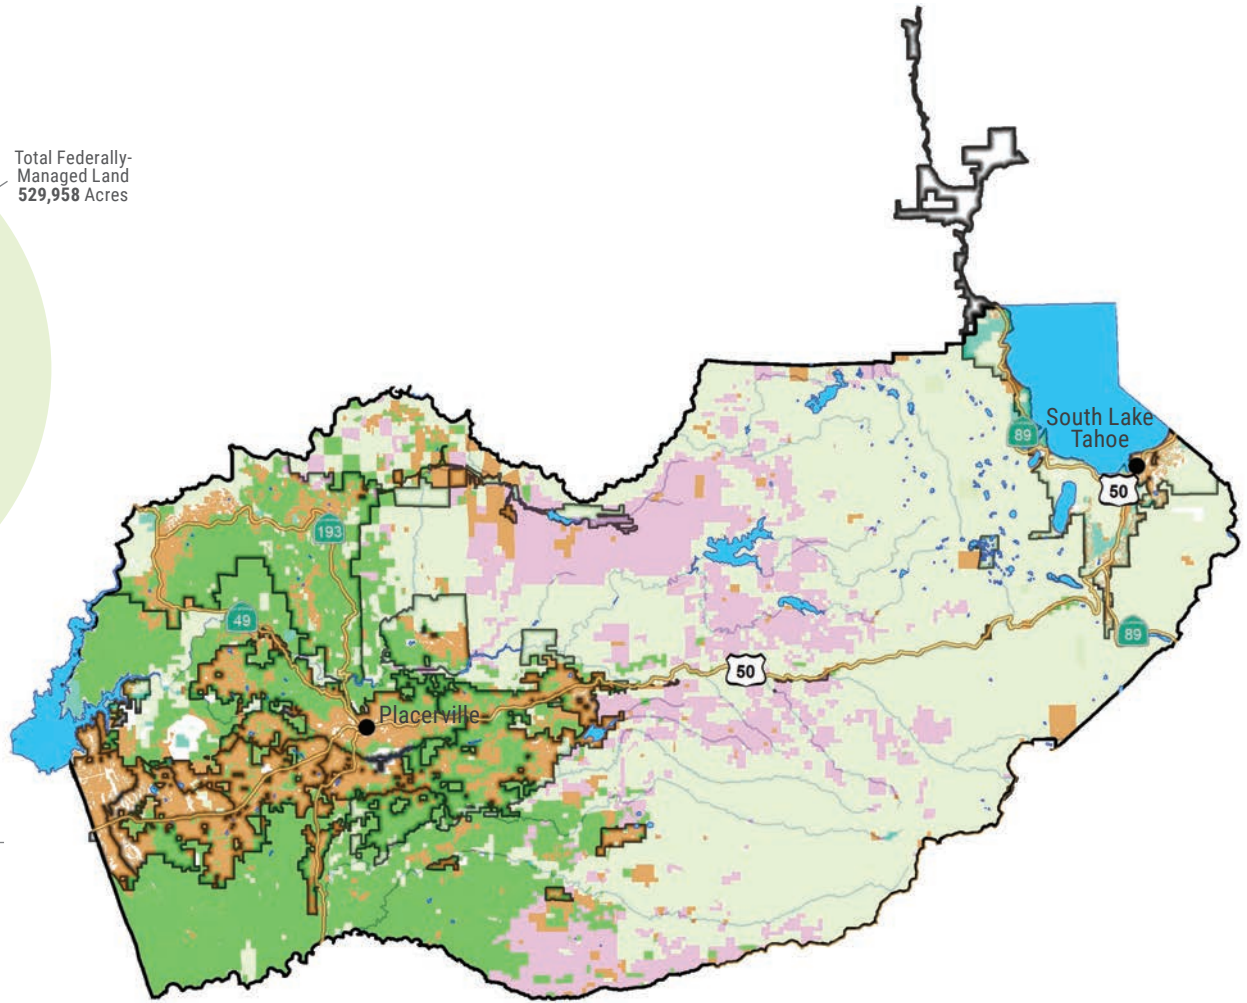 Total Federally-
Managed Land
529,958 Acres
South Lake
Tahoe
89
50
193
49
89
50
Placerville